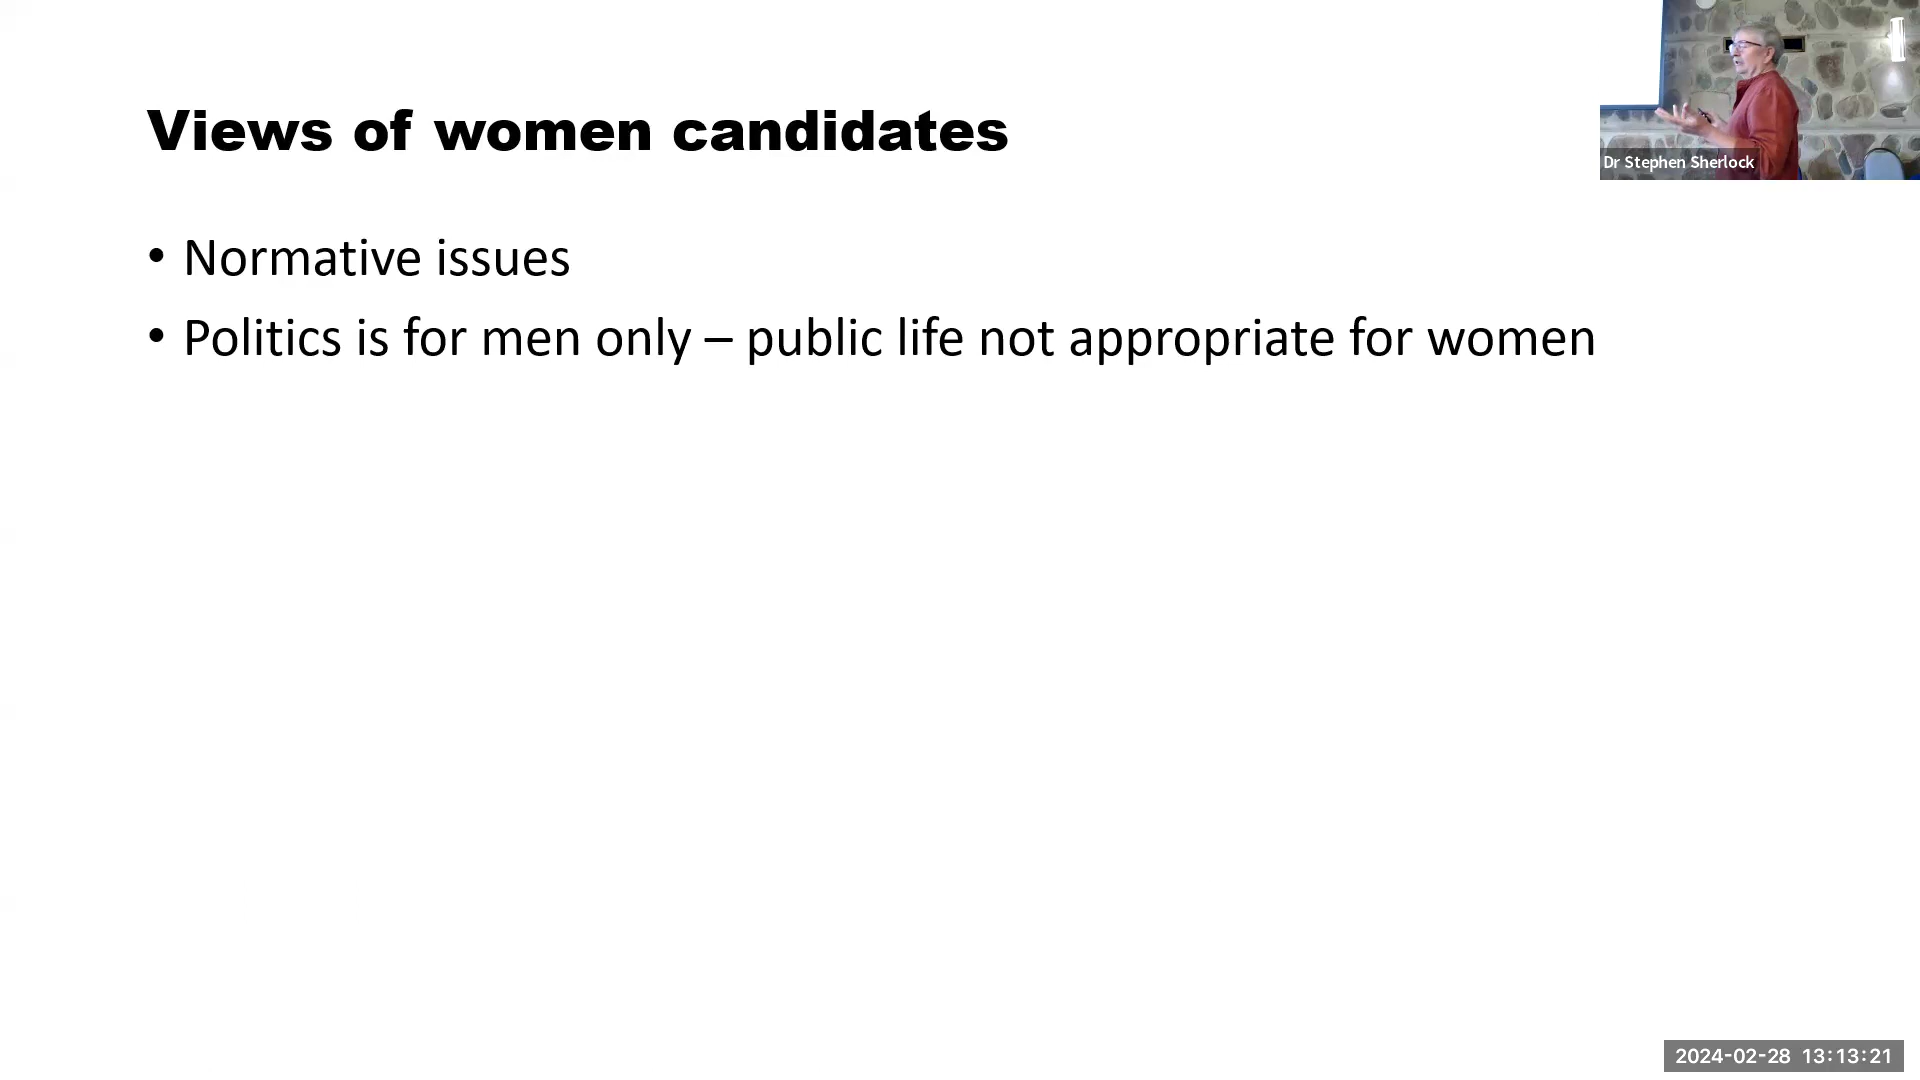 Views of women candidates
Dr Stephen Sherlock
• Normative issues
• Politics is for men only – public life not appropriate for women
2024-02-28 13:13:21